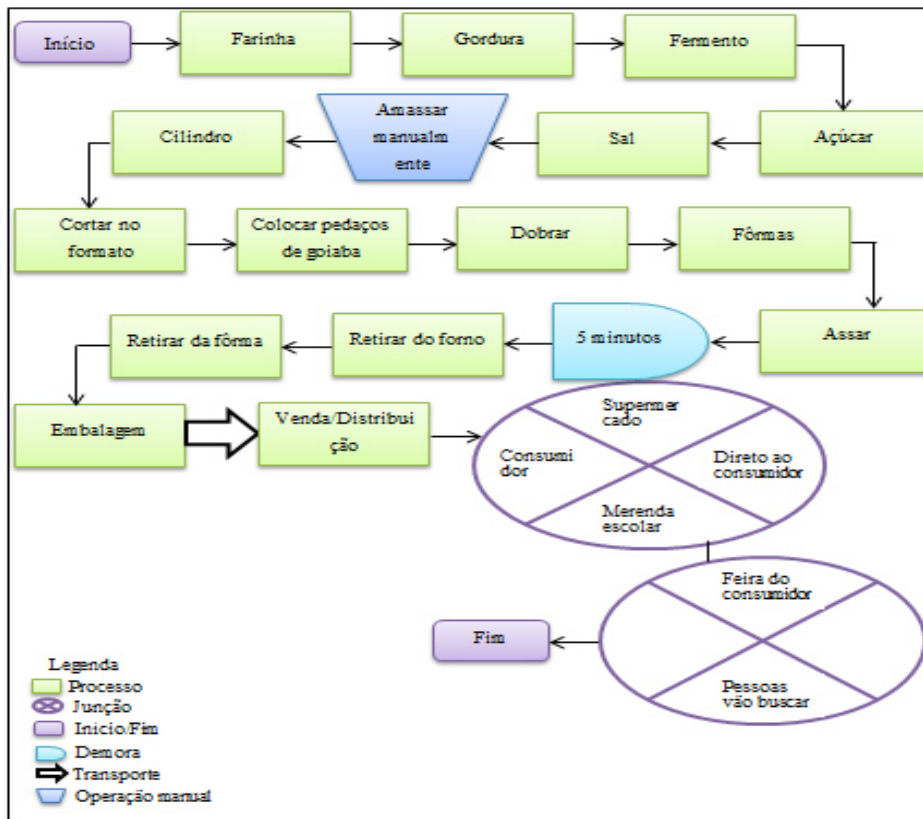 Início
Farinha
Gordura
Fermento
Açúcar
Sal
Amassar
manualm
ente
Cilindro
Cortar no
formato
Colocar pedaços
de goiaba
Dobrar
Fôrmas
Assar
5 minutos
Retirar do forno
Retirar da fôrma
Embalagem
Venda/Distribui
ção
Supermer
cado
Consumi
dor
Direto ao
consumidor
Merenda
escolar
Feira do
consumidor
Pessoas
vão buscar
Fim
Legenda
Processo
Junção
Inicio/Fim
Demora
Transporte
Operação manual